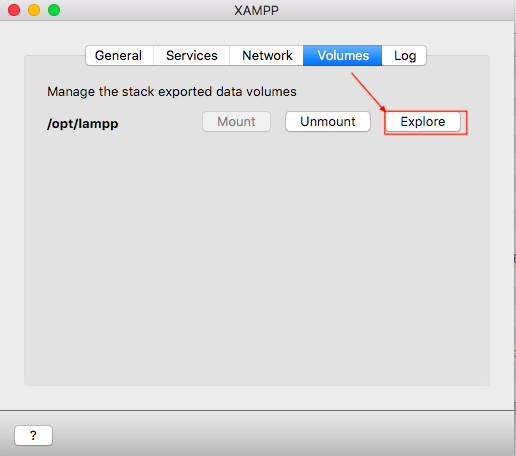 XAMPP
General Services Network Volumes Log
Manage the stack exported data volumes
/opt/lampp Mount Unmount Explore
?